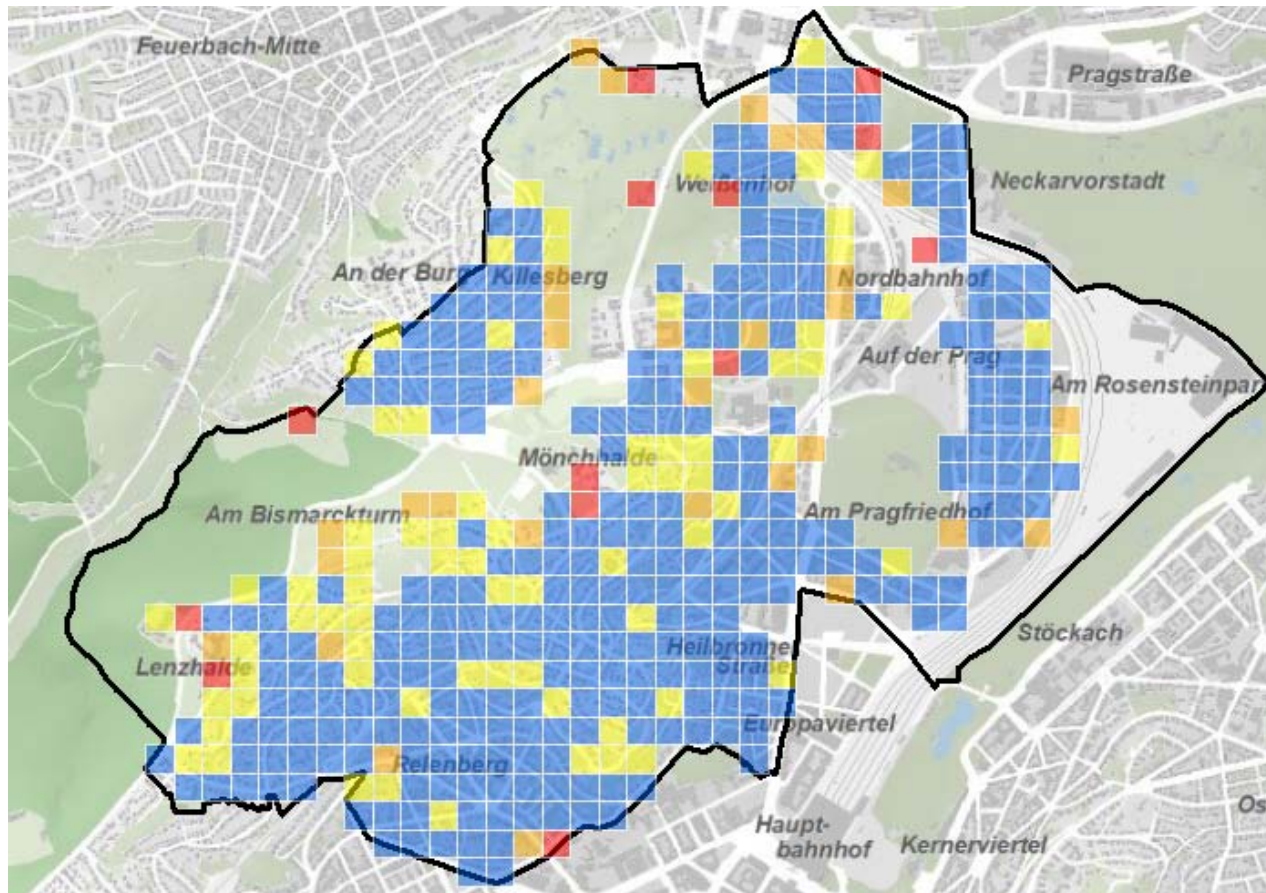 Feuerbach-Mitte
Pragstraße
Weißenhof
Neckarvorstadt
An der Burg
Killesberg
Nordbahnhof
Auf der Prag
Am Rosensteinpar
Mönchhalde
Am Bismarckturm
Am Pragfriedhof
Stöckach
Heilbronner
Straße
Lenzhalde
Europaviertel
Relenberg
Os
Haupt-
bahnhof
Kernerviertel